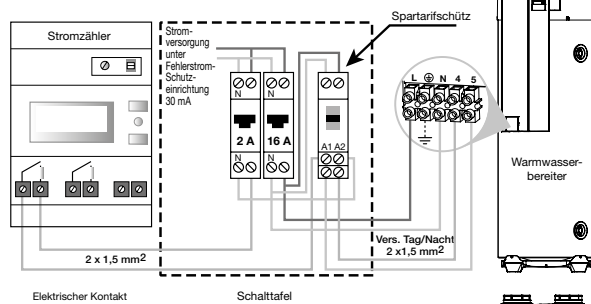 Spartarifschütz
Stromzähler
Strom-
versorgung
unter
Fehlerstrom-
Schutz-
einrichtung
30 mA
N
N
2 A
16 A
N
N
A1 A2
L
N
4
5
Warmwasser-
bereiter
Vers. Tag/Nacht
2 x1,5 mm2
2 x 1,5 mm2
Elektrischer Kontakt
Schalttafel